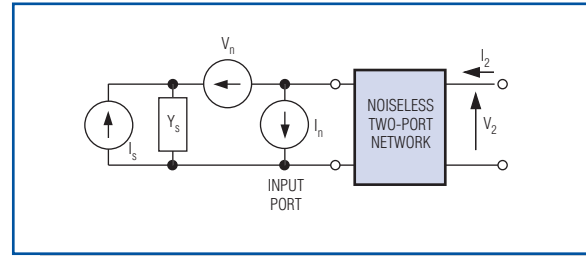 Vn
I2
Is
Ys
In
NOISELESS
TWO-PORT
NETWORK
V2
INPUT
PORT